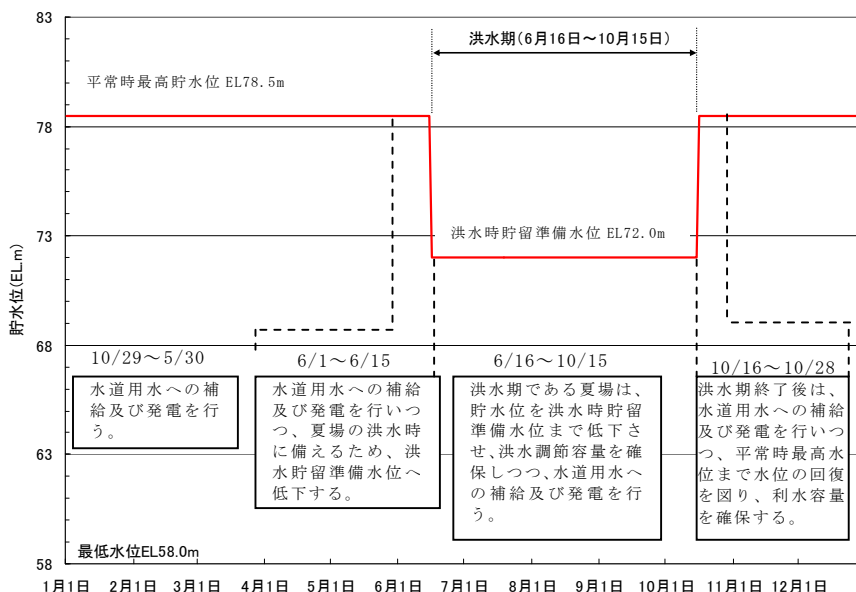 83
洪水期(6月16日～10月15日)
平常時最高貯水位 EL78.5m
78
洪水時貯留準備水位 EL72.0m
73
貯水位(EL.m)
68
10/29～5/30
水道用水への補
給及び発電を行
う。
6/1～6/15
水道用水への補給
及び発電を行いつ
つ、夏場の洪水時
に備えるため、洪
水貯留準備水位へ
低下する。
6/16～10/15
洪水期である夏場は、
貯水位を洪水時貯留
準備水位まで低下さ
せ、洪水調節容量を確
保しつつ、水道用水へ
の補給及び発電を行
う。
10/16～10/28
洪水期終了後は、
水道用水への補給
及び発電を行いつ
つ、平常時最高水
位まで水位の回復
を図り、利水容量
を確保する。
63
最低水位EL58.0m
58
1月1日 2月1日 3月1日 4月1日 5月1日 6月1日 7月1日 8月1日 9月1日 10月1日 11月1日 12月1日